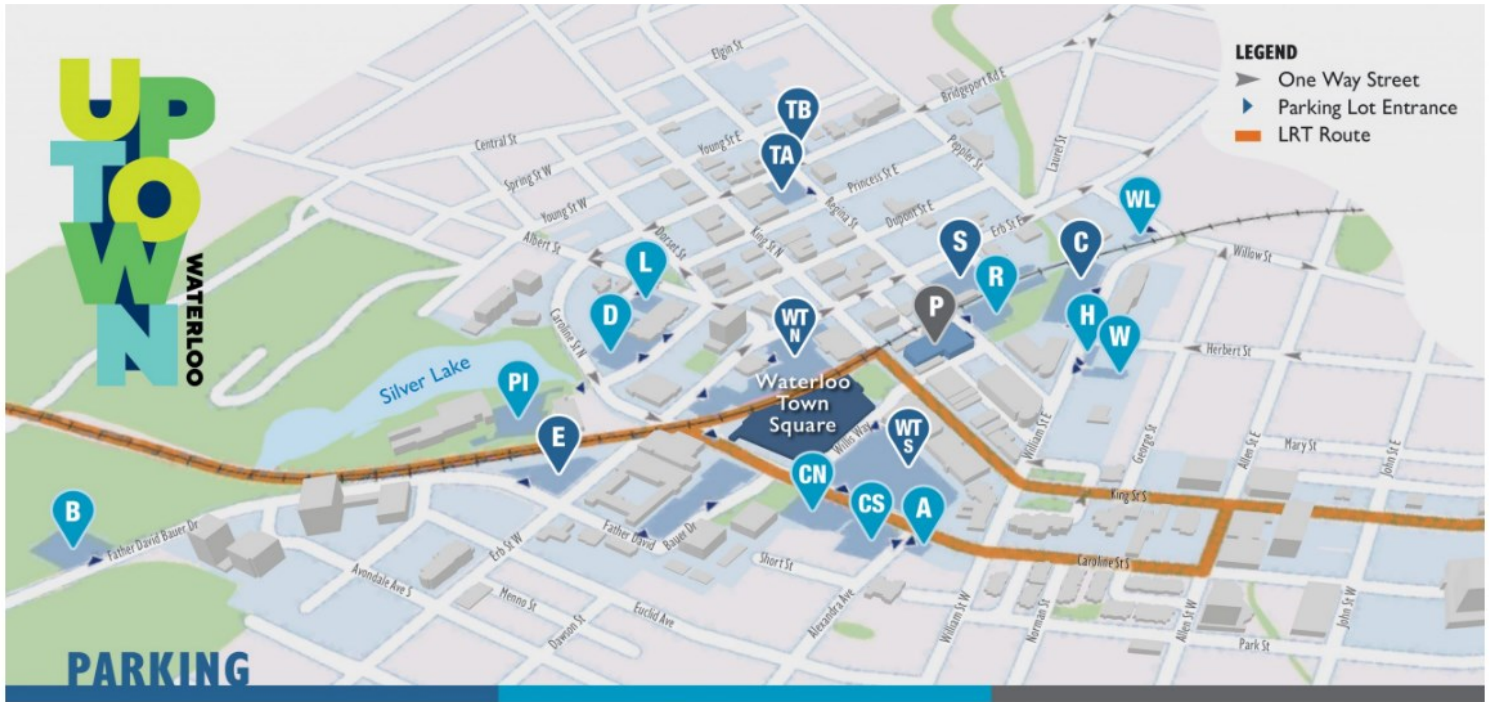 UPTOWN
WATERLOO
LEGEND
One Way Street
Parking Lot Entrance
LRT Route
Elgin St
Bridgeport Rd E
TB
Central St
Young St E
TA
Peppler St
Laurel St
Spring St W
Princess St E
Young St W
Regina St
Dupont St E
WL
Albert St
Dorset St
King St N
S
Erb St E
C
Willow St
L
R
D
WT
N
P
H
W
Caroline St N
Herbert St
Silver Lake
PI
Waterloo
Town
Square
E
Willis Way
WT
S
William St E
George St
Allen St E
Mary St
John St E
CN
B
CS
A
King St S
Father David Bauer Dr
Father David
Bauer Dr
Erb St W
Short St
Caroline St S
Avondale Ave S
Menno St
Dawson St
Euclid Ave
Alexandra Ave
William St W
Norman St
Allen St W
John St W
Park St
PARKING